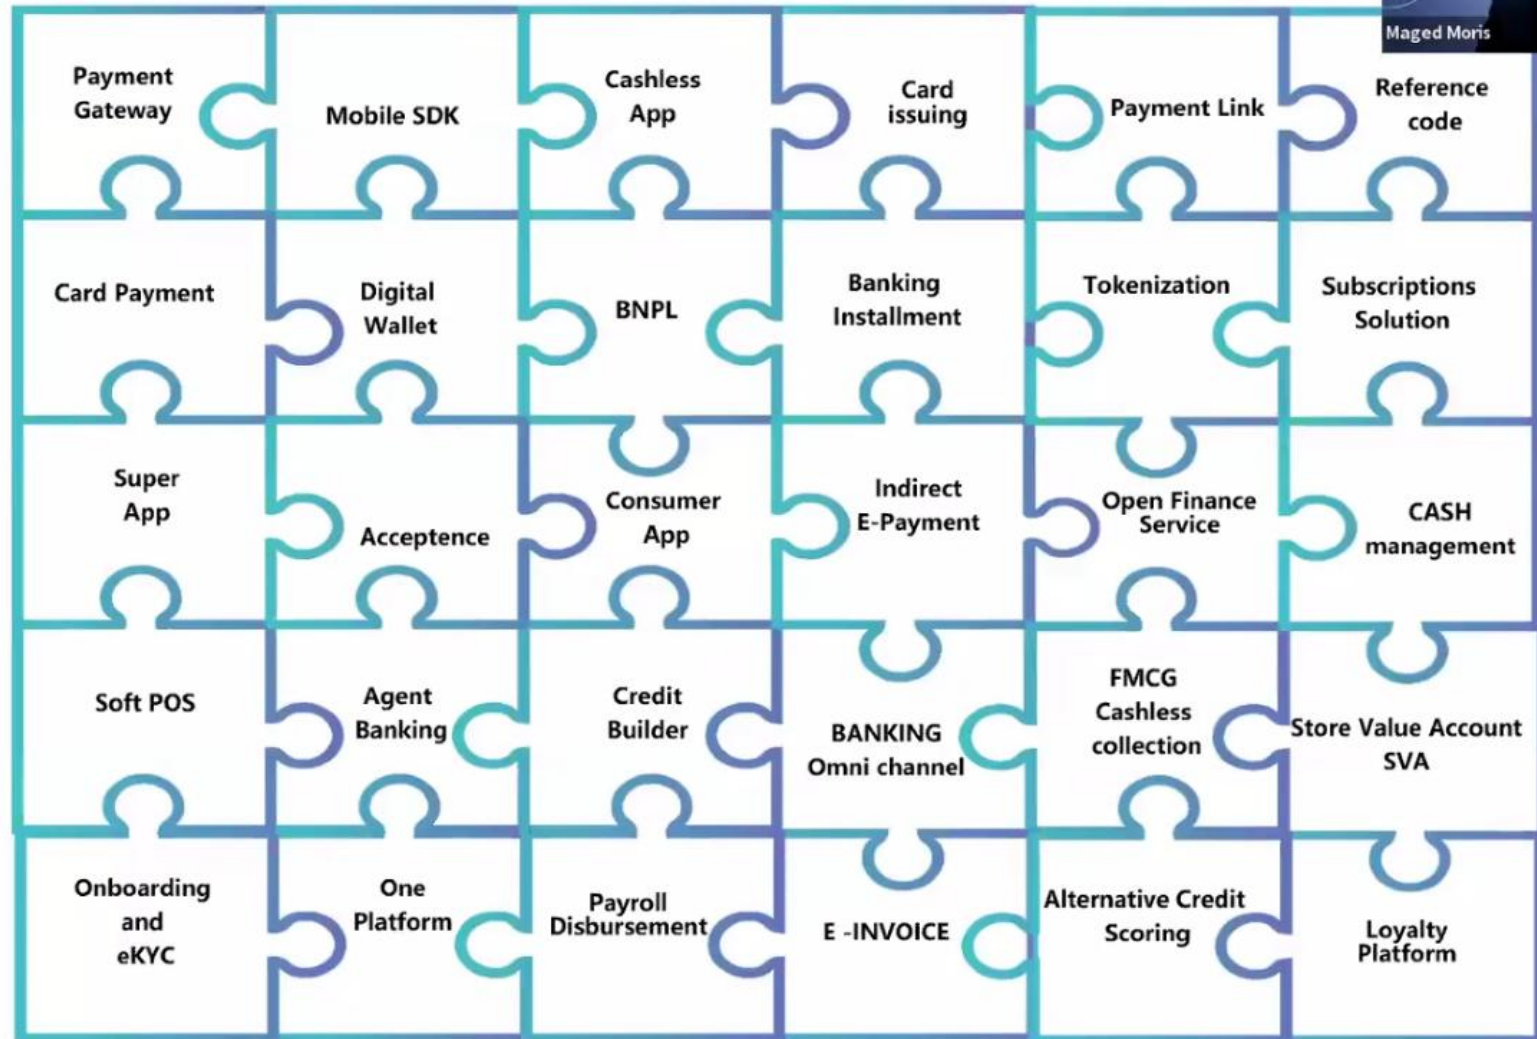 Maged Moris
Payment
Gateway
Mobile SDK
Cashless
App
Card
issuing
Payment Link
Reference
code
Card Payment
Digital
Wallet
BNPL
Banking
Installment
Tokenization
Subscriptions
Solution
Super
App
Acceptence
Consumer
App
Indirect
E-Payment
Open Finance
Service
CASH
management
Soft POS
Agent
Banking
Credit
Builder
BANKING
Omni channel
FMCG
Cashless
collection
Store Value Account
SVA
Onboarding
and
eKYC
One
Platform
Payroll
Disbursement
E -INVOICE
Alternative Credit
Scoring
Loyalty
Platform